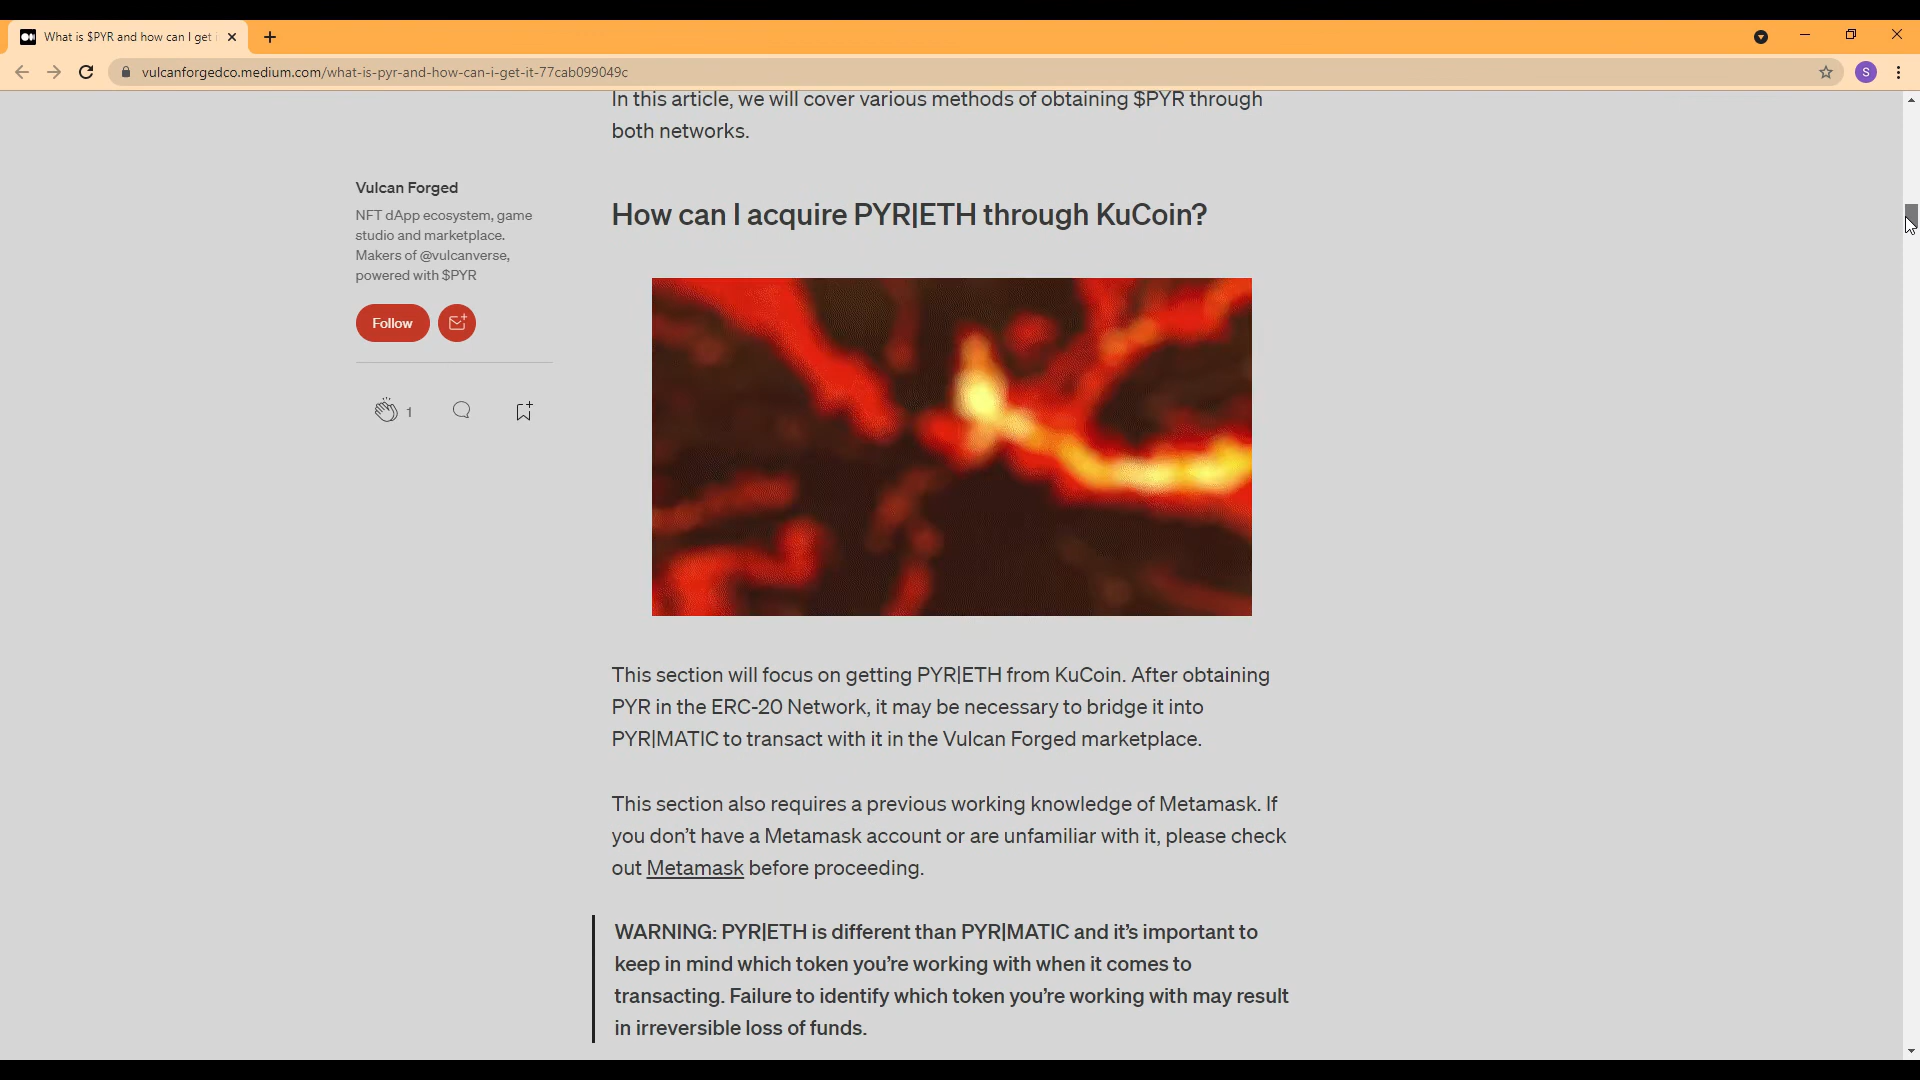 What is $PYR and how can I get i
S
vulcanforgedco.medium.com/what-is-pyr-and-how-can-i-get-it-77cab099049c
In this article, we will cover various methods of obtaining $PYR through
both networks.
Vulcan Forged
NFT dApp ecosystem, game
studio and marketplace.
Makers of @vulcanverse,
powered with $PYR
Follow
1
How can I acquire PYR|ETH through KuCoin?
This section will focus on getting PYR|ETH from KuCoin. After obtaining
PYR in the ERC-20 Network, it may be necessary to bridge it into
PYR|MATIC to transact with it in the Vulcan Forged marketplace.
This section also requires a previous working knowledge of Metamask. If
you don’t have a Metamask account or are unfamiliar with it, please check
out Metamask before proceeding.
WARNING: PYR|ETH is different than PYR|MATIC and it’s important to
keep in mind which token you’re working with when it comes to
transacting. Failure to identify which token you’re working with may result
in irreversible loss of funds.